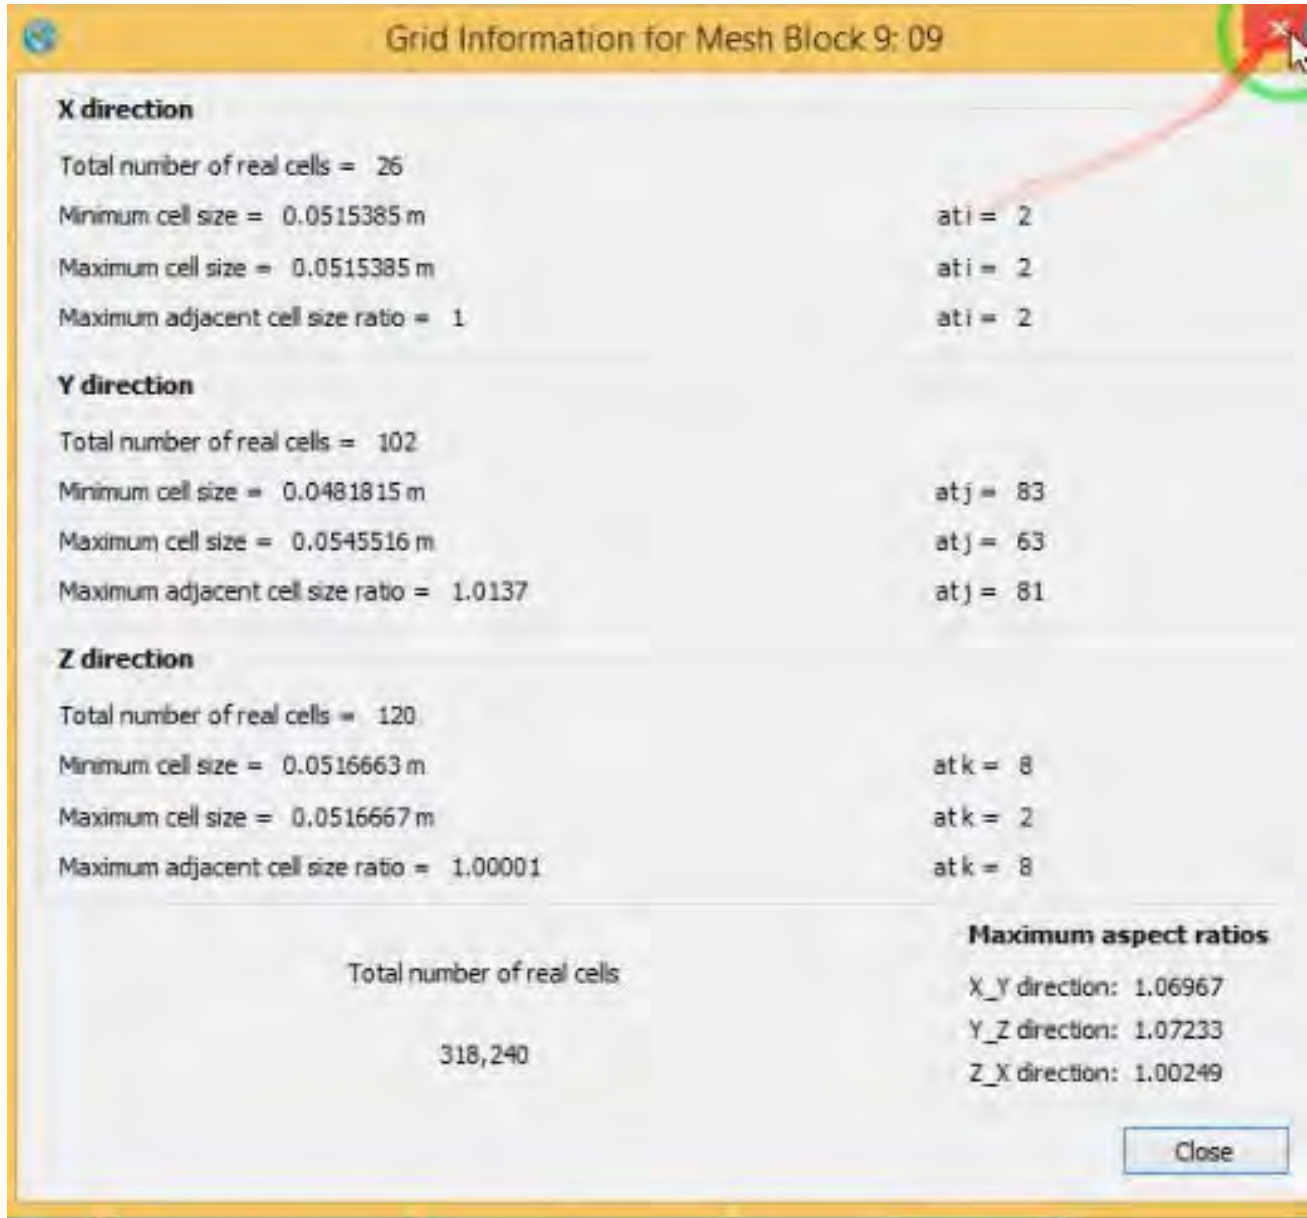 Grid Information for Mesh Block 9: 09
X direction
Total number of real cells = 26
Minimum cell size = 0.0515385 m at i = 2
Maximum cell size = 0.0515385 m at i = 2
Maximum adjacent cell size ratio = 1 at i = 2
Y direction
Total number of real cells = 102
Minimum cell size = 0.0481815 m at j = 83
Maximum cell size = 0.0545516 m at j = 63
Maximum adjacent cell size ratio = 1.0137 at j = 81
Z direction
Total number of real cells = 120
Minimum cell size = 0.0516663 m at k = 8
Maximum cell size = 0.0516667 m at k = 2
Maximum adjacent cell size ratio = 1.00001 at k = 8
Total number of real cells
318,240
Maximum aspect ratios
X_Y direction: 1.06967
Y_Z direction: 1.07233
Z_X direction: 1.00249
Close